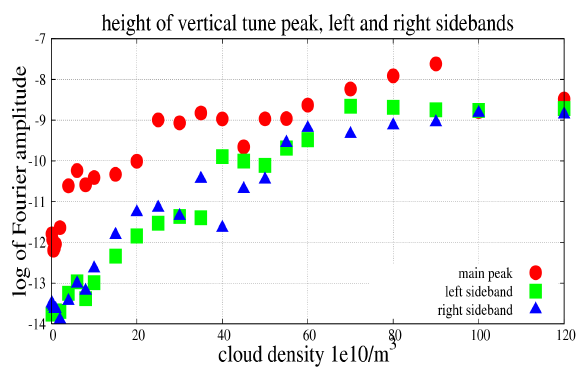 height of vertical tune peak, left and right sidebands
log of Fourier amplitude
-7
-8
-9
-10
-11
-12
-13
-14
0
20
40
60
80
100
120
main peak
left sideband
right sideband
cloud density 1e10/m³